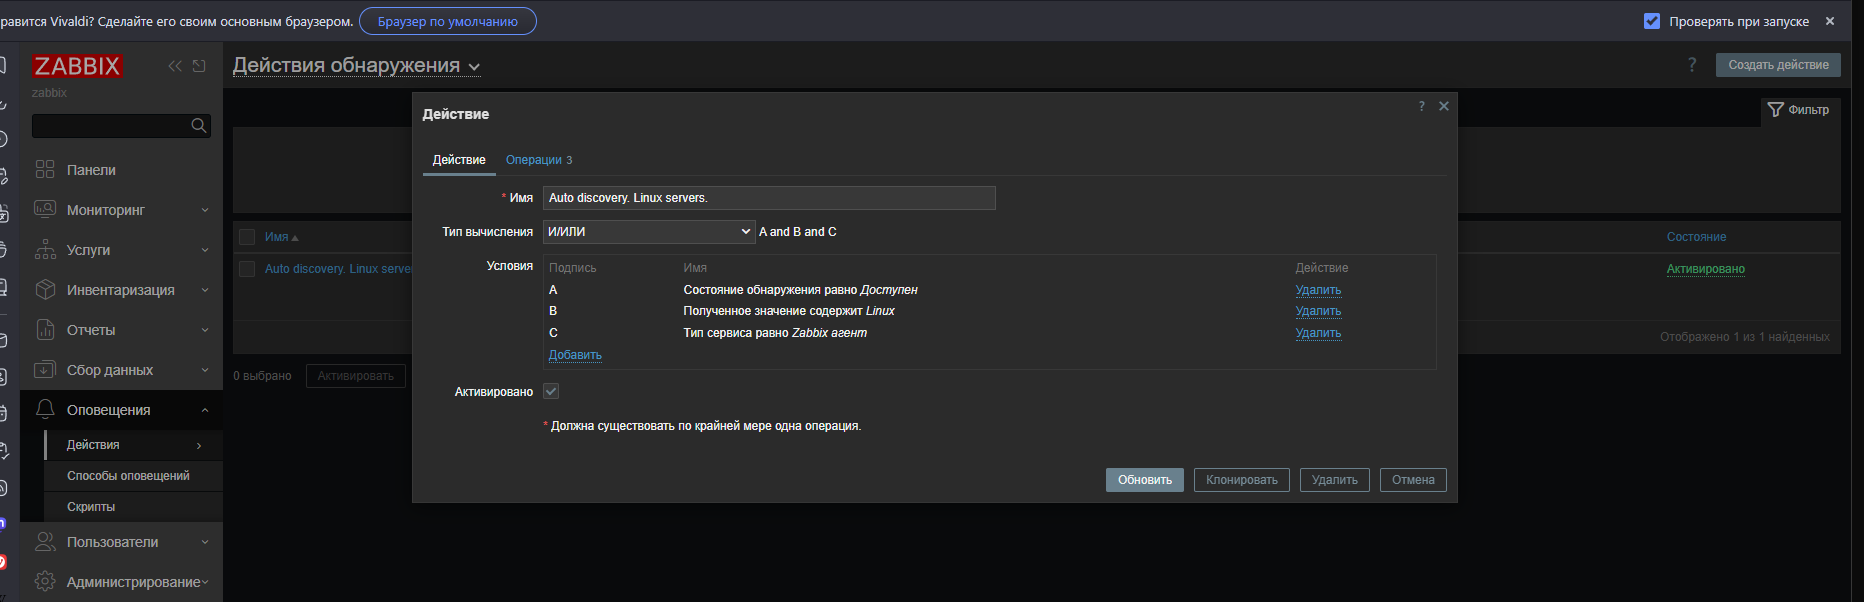 равится Vivaldi? Сделайте его своим основным браузером. Браузер по умолчанию Проверять при запуске
ZABBIX
zabbix
Панели
Мониторинг
Услуги
Инвентаризация
Отчеты
Сбор данных
Оповещения
Действия
Способы оповещений
Скрипты
Пользователи
Администрирование
Действия обнаружения
? Создать действие
Фильтр
Имя
Состояние
Auto discovery. Linux serve
Активировано
Отображено 1 из 1 найденных
0 выбрано Активировать
Действие ?
Действие Операции 3
* Имя Auto discovery. Linux servers.
Тип вычисления И/ИЛИ A and B and C
Условия Подпись Имя Действие
A Состояние обнаружения равно Доступен Удалить
B Полученное значение содержит Linux Удалить
C Тип сервиса равно Zabbix агент Удалить
Добавить
Активировано
* Должна существовать по крайней мере одна операция.
Обновить Клонировать Удалить Отмена